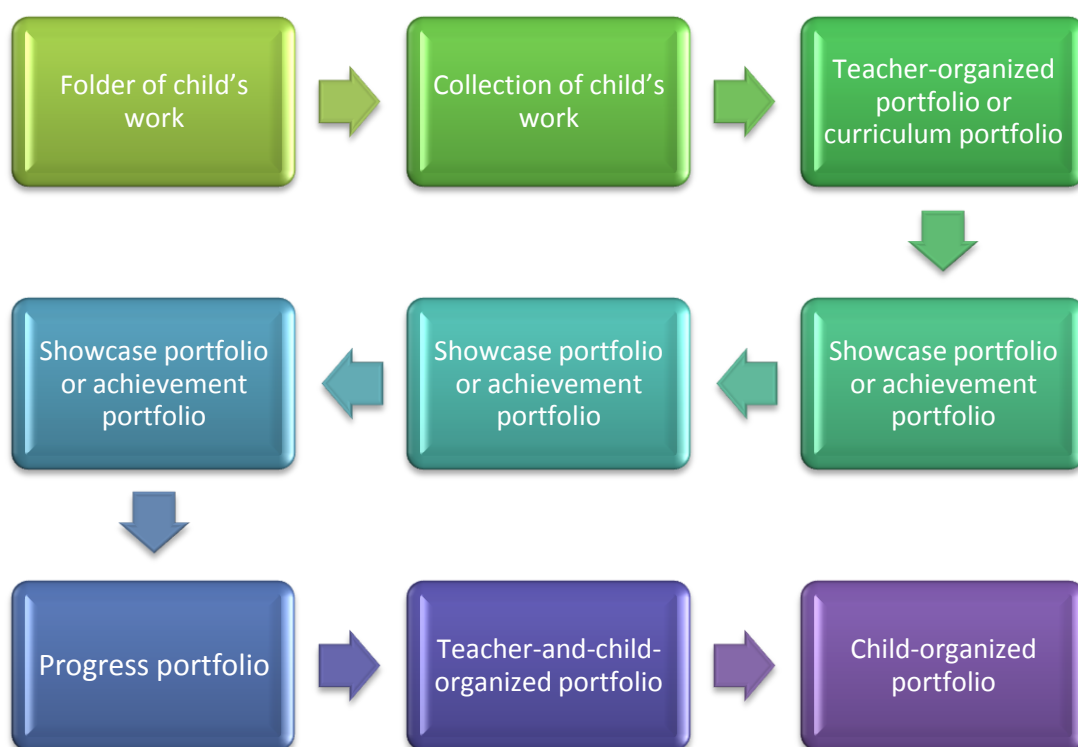 Folder of child’s
work
Collection of child’s
work
Teacher-organized
portfolio or
curriculum portfolio
Showcase portfolio
or achievement
portfolio
Showcase portfolio
or achievement
portfolio
Showcase portfolio
or achievement
portfolio
Progress portfolio
Teacher-and-child-
organized portfolio
Child-organized
portfolio